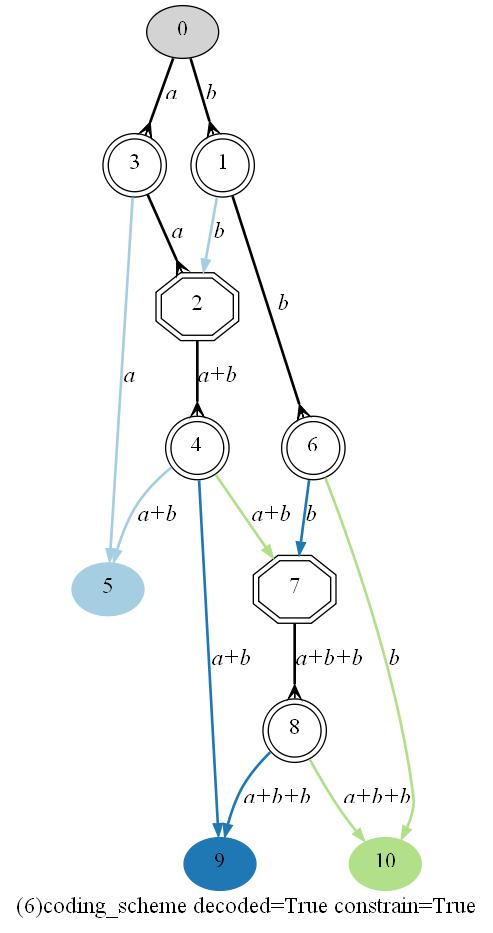 0
a b
3 1
a b
2
b
a a+b
4 6
a+b a+b b
5 7
a+b a+b+b b
8
a+b+b a+b+b
9 10
(6)coding_scheme decoded=True constrain=True